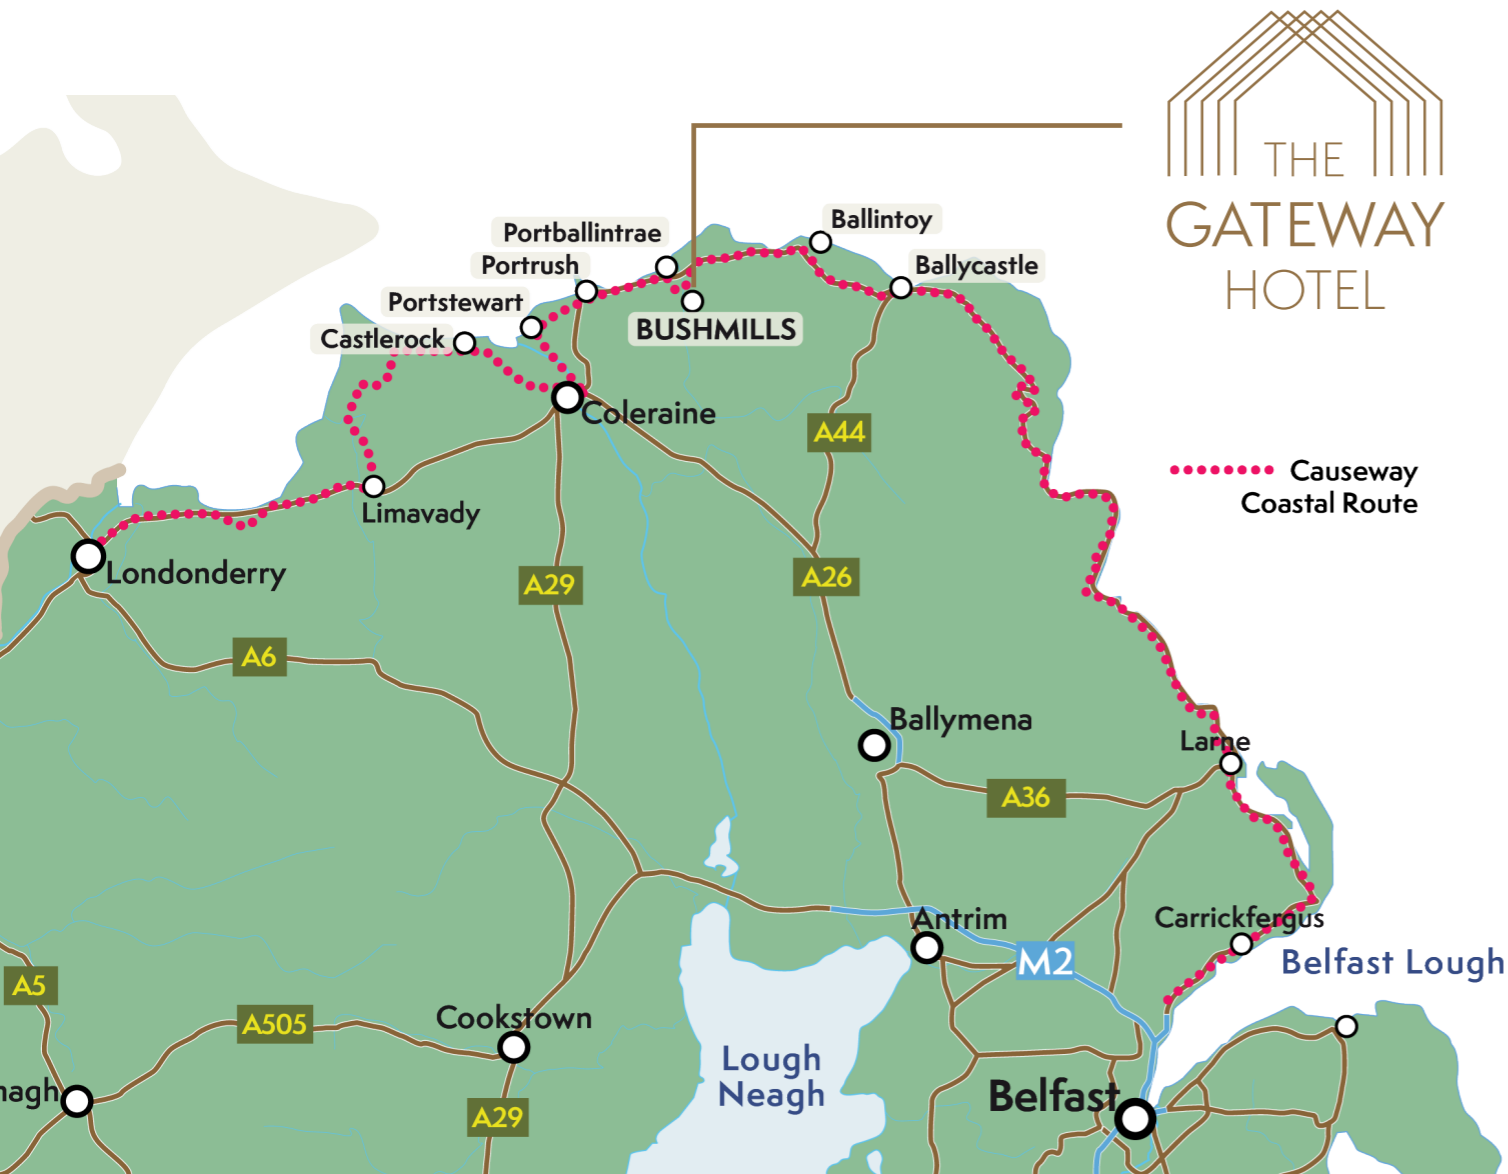 THE
GATEWAY
HOTEL
Ballintoy
Portballintrae
Portrush
Ballycastle
Portstewart
BUSHMILLS
Castlerock
Coleraine
A44
Causeway
Coastal Route
Limavady
Londonderry
A29
A26
A6
Ballymena
Larne
A36
Antrim
Carrickfergus
M2
Belfast Lough
A5
A505
Cookstown
Lough
Neagh
nagh
Belfast
A29